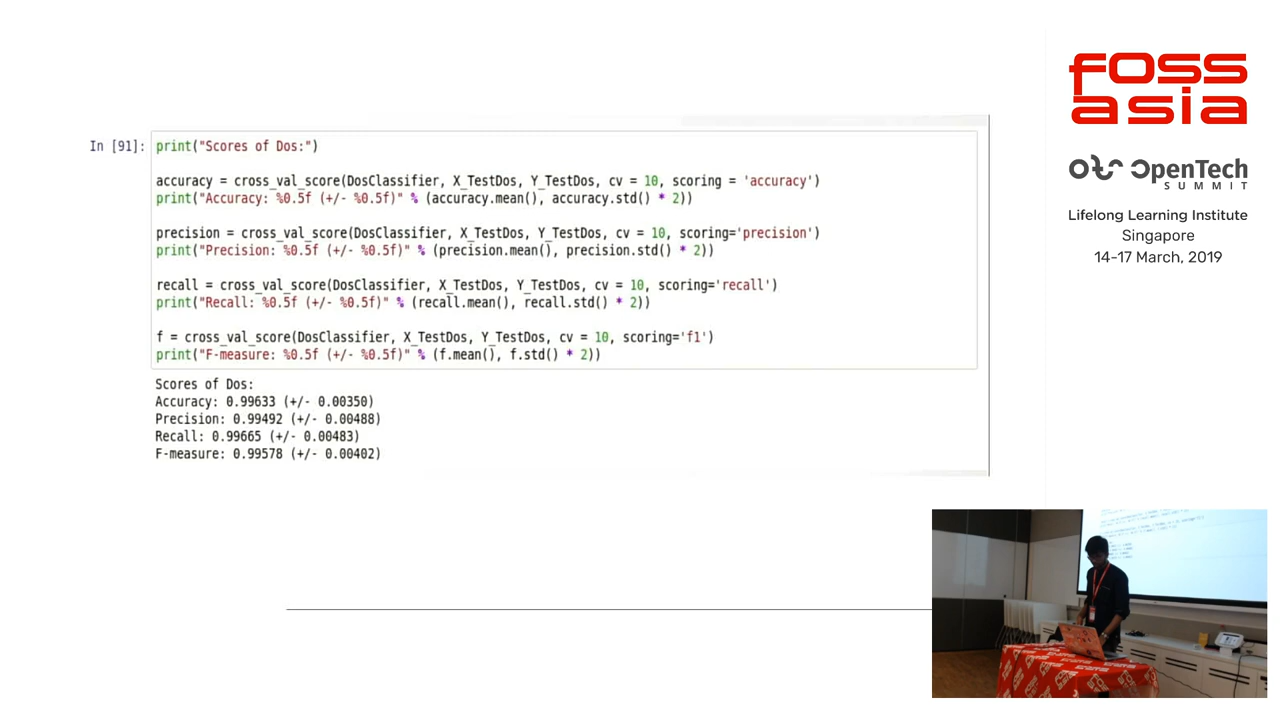 In [91]:
print("Scores of Dos:")
accuracy = cross_val_score(DosClassifier, X_TestDos, Y_TestDos, cv = 10, scoring = 'accuracy')
print("Accuracy: %0.5f (+/- %0.5f)" % (accuracy.mean(), accuracy.std() * 2))
precision = cross_val_score(DosClassifier, X_TestDos, Y_TestDos, cv = 10, scoring='precision')
print("Precision: %0.5f (+/- %0.5f)" % (precision.mean(), precision.std() * 2))
recall = cross_val_score(DosClassifier, X_TestDos, Y_TestDos, cv = 10, scoring='recall')
print("Recall: %0.5f (+/- %0.5f)" % (recall.mean(), recall.std() * 2))
f = cross_val_score(DosClassifier, X_TestDos, Y_TestDos, cv = 10, scoring='f1')
print("F-measure: %0.5f (+/- %0.5f)" % (f.mean(), f.std() * 2))
Scores of Dos:
Accuracy: 0.99633 (+/- 0.00350)
Precision: 0.99492 (+/- 0.00488)
Recall: 0.99665 (+/- 0.00483)
F-measure: 0.99578 (+/- 0.00402)
FOSS
asia
OpenTech
SUMMIT
Lifelong Learning Institute
Singapore
14-17 March, 2019